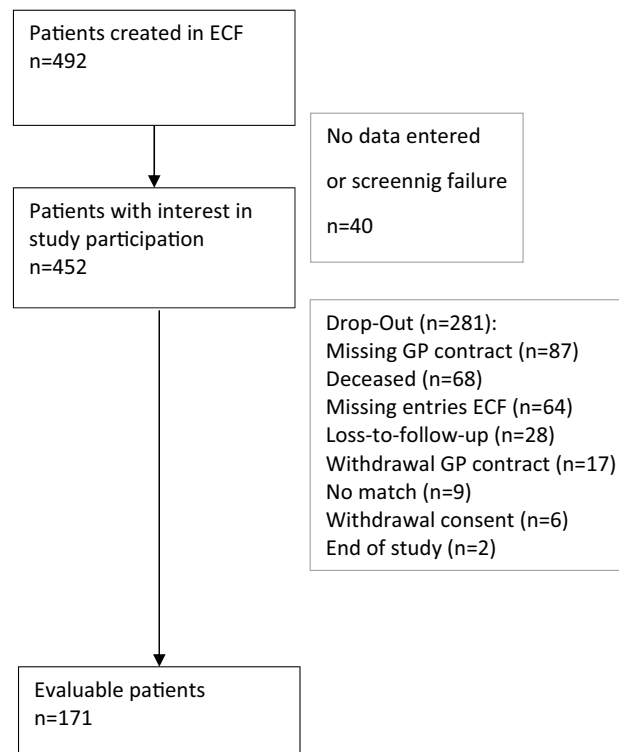 Patients created in ECF
n=492
No data entered
or screennig failure
n=40
Patients with interest in
study participation
n=452
Drop-Out (n=281):
Missing GP contract (n=87)
Deceased (n=68)
Missing entries ECF (n=64)
Loss-to-follow-up (n=28)
Withdrawal GP contract (n=17)
No match (n=9)
Withdrawal consent (n=6)
End of study (n=2)
Evaluable patients
n=171